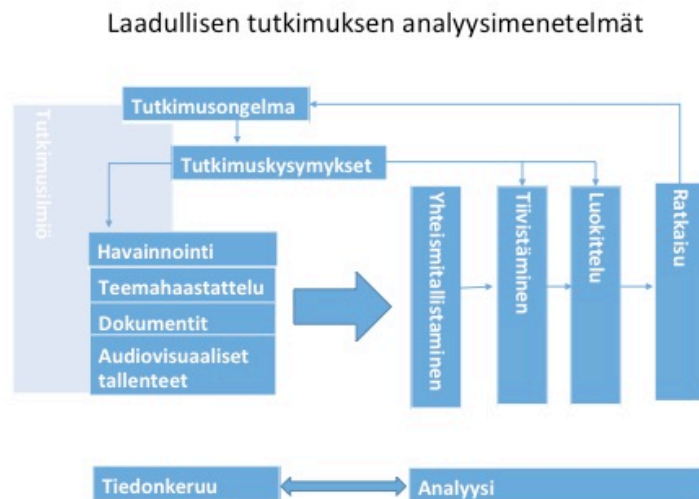 Laadullisen tutkimuksen analyysimenetelmät
Tutkimusilmiö
Tutkimusongelma
Tutkimuskysymykset
Havainnointi
Teemahaastattelu
Dokumentit
Audiovisuaaliset
tallenteet
Yhteismitallistaminen
Tiivistäminen
Luokittelu
Ratkaisu
Tiedonkeruu
Analyysi